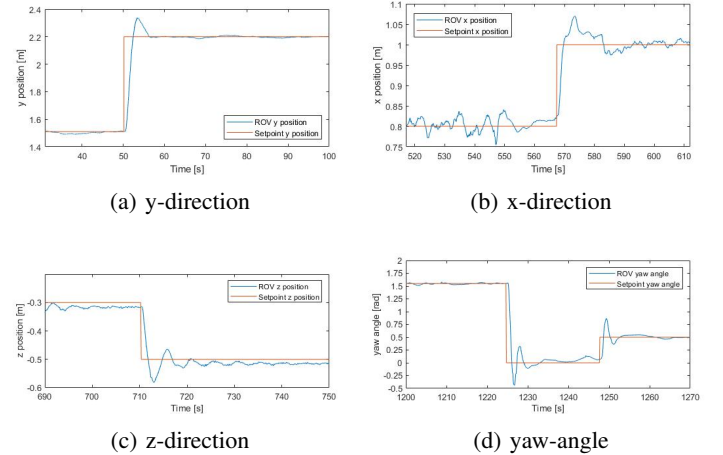 2.4
2.2
2.0
1.8
1.6
1.4
y position [m]
ROV y position
Setpoint y position
40 50 60 70 80 90 100
Time [s]
(a) y-direction
1.1
1.05
1
0.95
0.9
0.85
0.8
0.75
x position [m]
ROV x position
Setpoint x position
520 530 540 550 560 570 580 590 600 610
Time [s]
(b) x-direction
-0.3
-0.4
-0.5
-0.6
z position [m]
ROV z position
Setpoint z position
690 700 710 720 730 740 750
Time [s]
(c) z-direction
2
1.75
1.5
1.25
1
0.75
0.5
0.25
0
-0.25
-0.5
yaw angle [rad]
ROV yaw angle
Setpoint yaw angle
1200 1210 1220 1230 1240 1250 1260 1270
Time [s]
(d) yaw-angle